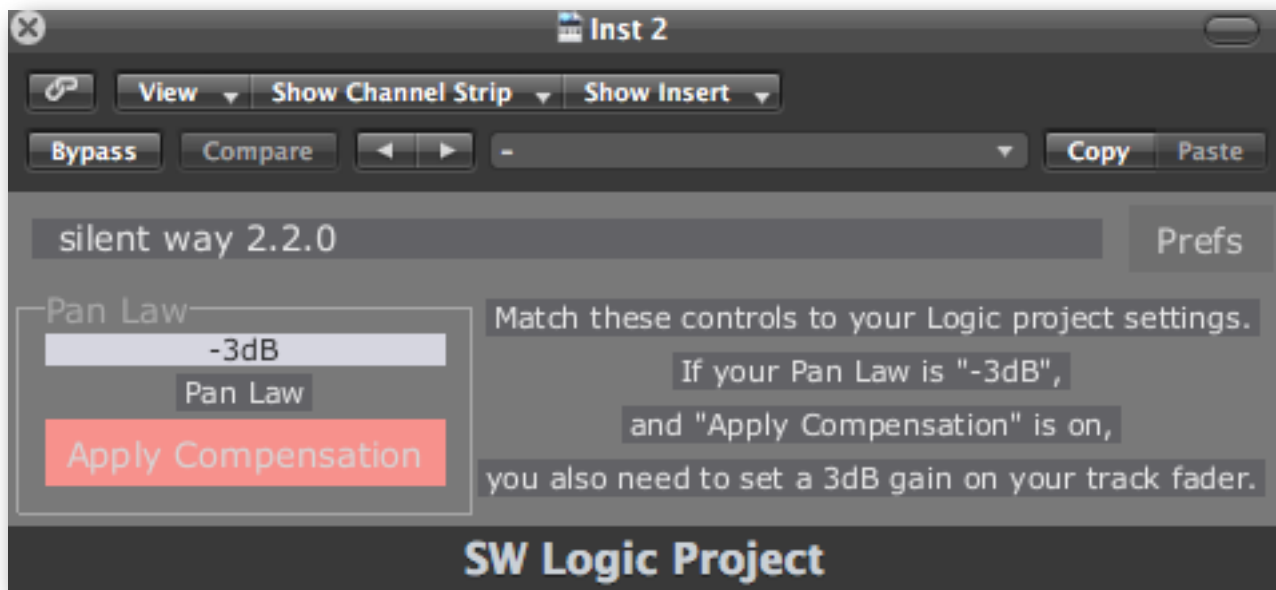 Inst 2
View Show Channel Strip Show Insert
Bypass Compare - Copy Paste
silent way 2.2.0 Prefs
Pan Law
-3dB
Pan Law
Apply Compensation
Match these controls to your Logic project settings.
If your Pan Law is "-3dB",
and "Apply Compensation" is on,
you also need to set a 3dB gain on your track fader.
SW Logic Project